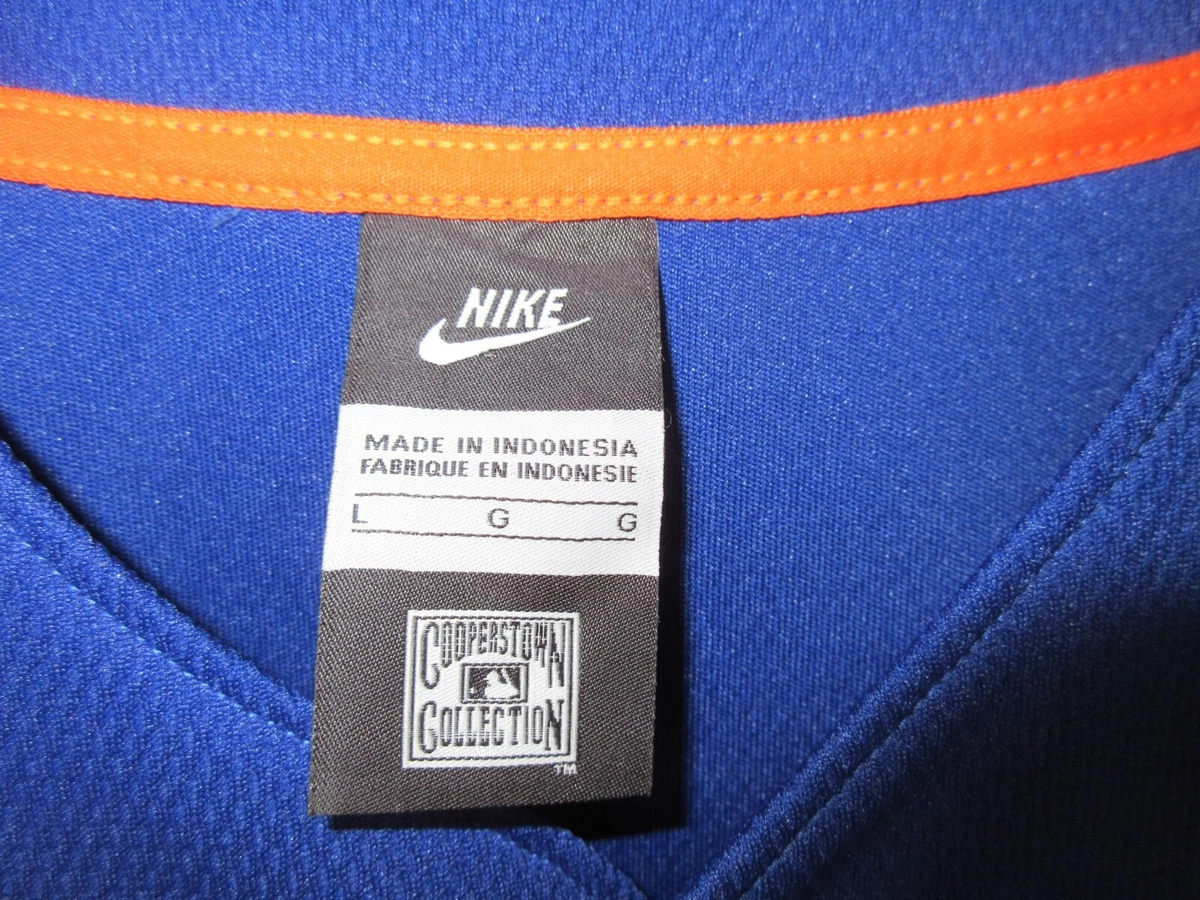 NIKE
MADE IN INDONESIA
FABRIQUE EN INDONESIE
L G G
COOPERSTOWN
COLLECTION
TM